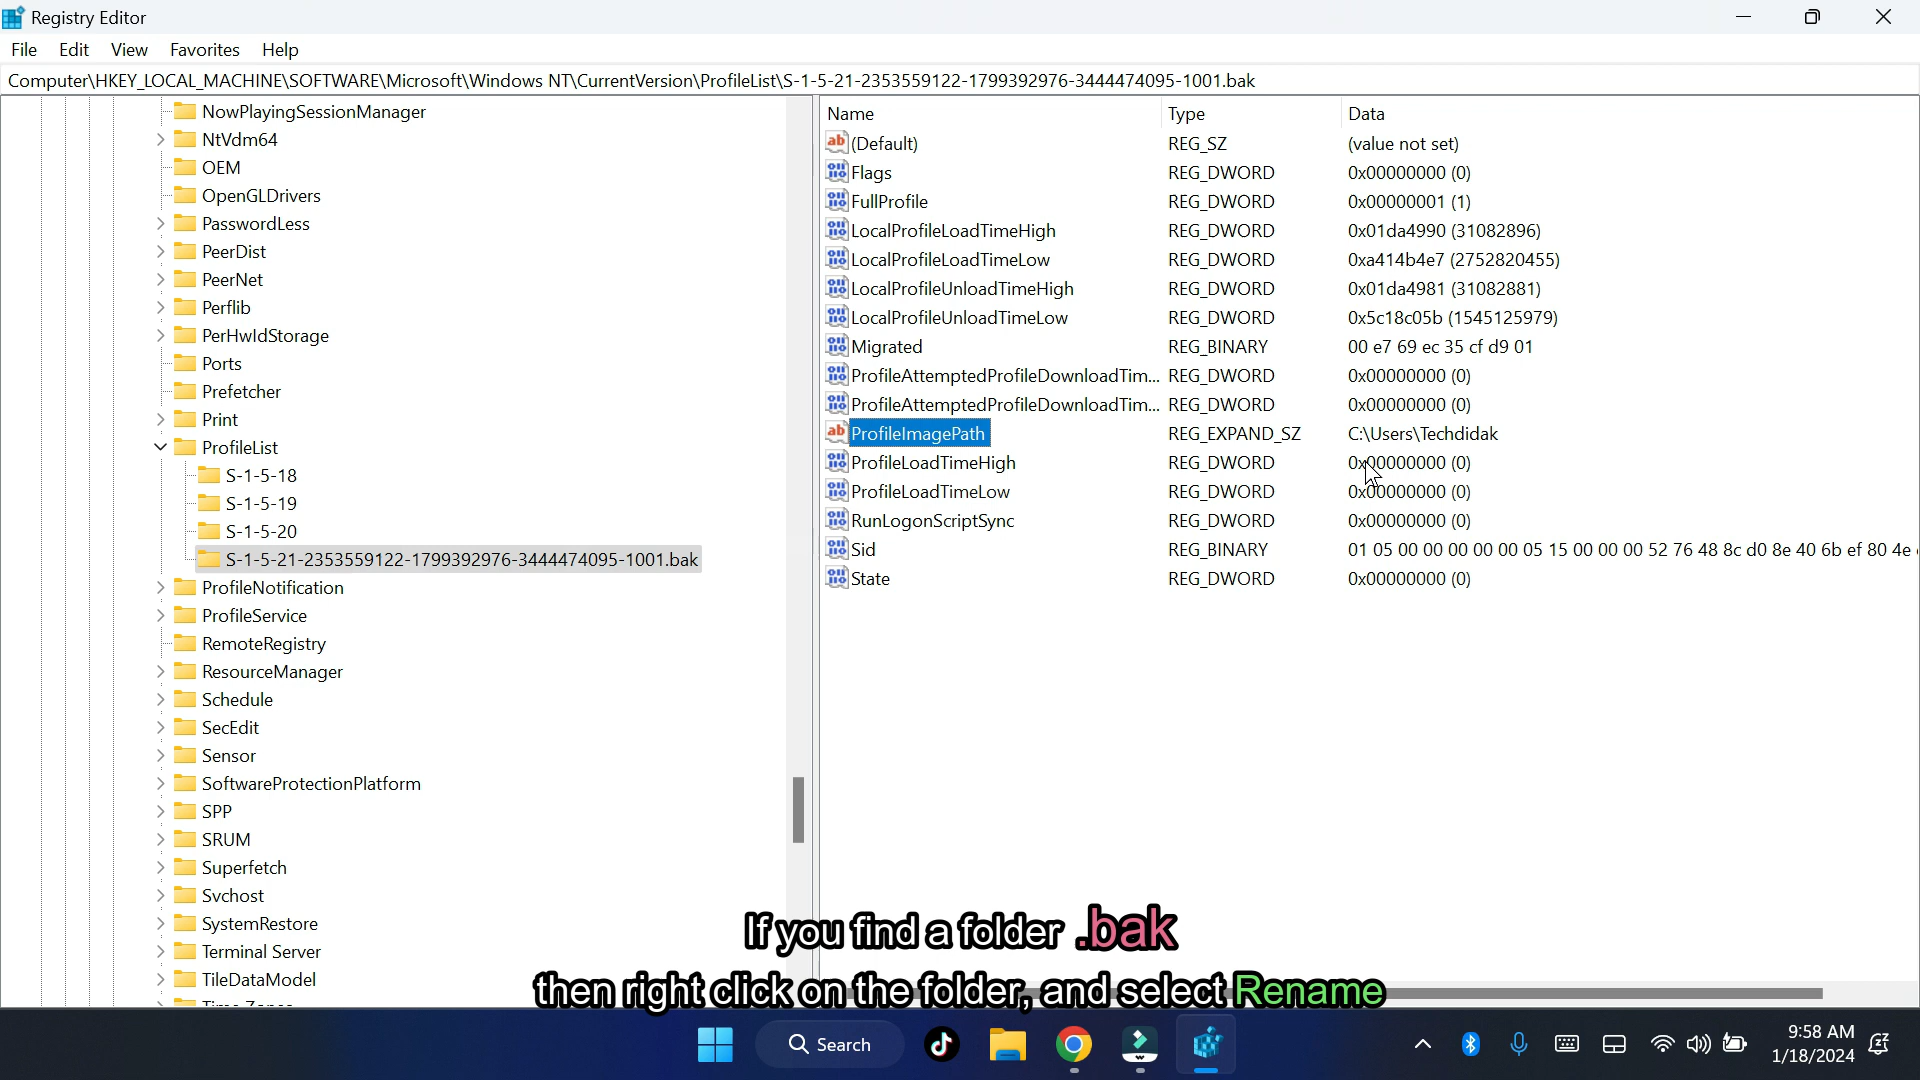 Registry Editor
File Edit View Favorites Help
Computer\HKEY_LOCAL_MACHINE\SOFTWARE\Microsoft\Windows NT\CurrentVersion\ProfileList\S-1-5-21-2353559122-1799392976-3444474095-1001.bak
NowPlayingSessionManager
NtVdm64
OEM
OpenGLDrivers
PasswordLess
PeerDist
PeerNet
Perflib
PerHwIdStorage
Ports
Prefetcher
Print
ProfileList
S-1-5-18
S-1-5-19
S-1-5-20
S-1-5-21-2353559122-1799392976-3444474095-1001.bak
ProfileNotification
ProfileService
RemoteRegistry
ResourceManager
Schedule
SecEdit
Sensor
SoftwareProtectionPlatform
SPP
SRUM
Superfetch
Svchost
SystemRestore
Terminal Server
TileDataModel
Name Type Data
(Default) REG_SZ (value not set)
Flags REG_DWORD 0x00000000 (0)
FullProfile REG_DWORD 0x00000001 (1)
LocalProfileLoadTimeHigh REG_DWORD 0x01da4990 (31082896)
LocalProfileLoadTimeLow REG_DWORD 0xa414b4e7 (2752820455)
LocalProfileUnloadTimeHigh REG_DWORD 0x01da4981 (31082881)
LocalProfileUnloadTimeLow REG_DWORD 0x5c18c05b (1545125979)
Migrated REG_BINARY 00 e7 69 ec 35 cf d9 01
ProfileAttemptedProfileDownloadTim... REG_DWORD 0x00000000 (0)
ProfileAttemptedProfileDownloadTim... REG_DWORD 0x00000000 (0)
ProfileImagePath REG_EXPAND_SZ C:\Users\Techdidak
ProfileLoadTimeHigh REG_DWORD 0x00000000 (0)
ProfileLoadTimeLow REG_DWORD 0x00000000 (0)
RunLogonScriptSync REG_DWORD 0x00000000 (0)
Sid REG_BINARY 01 05 00 00 00 00 00 05 15 00 00 00 52 76 48 8c d0 8e 40 6b ef 80 4e
State REG_DWORD 0x00000000 (0)
If you find a folder .bak
then right click on the folder, and select Rename
Search
9:58 AM
1/18/2024